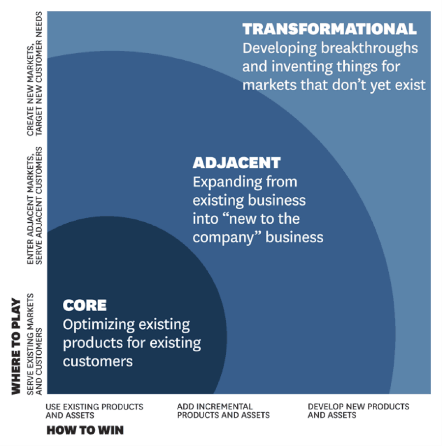 TRANSFORMATIONAL
Developing breakthroughs
and inventing things for
markets that don't yet exist
ADJACENT
Expanding from
existing business
into "new to the
company" business
CORE
Optimizing existing
products for existing
customers
WHERE TO PLAY
CREATE NEW MARKETS,
TARGET NEW CUSTOMER NEEDS
ENTER ADJACENT MARKETS,
SERVE ADJACENT CUSTOMERS
SERVE EXISTING MARKETS
AND CUSTOMERS
USE EXISTING PRODUCTS
AND ASSETS
ADD INCREMENTAL
PRODUCTS AND ASSETS
DEVELOP NEW PRODUCTS
AND ASSETS
HOW TO WIN